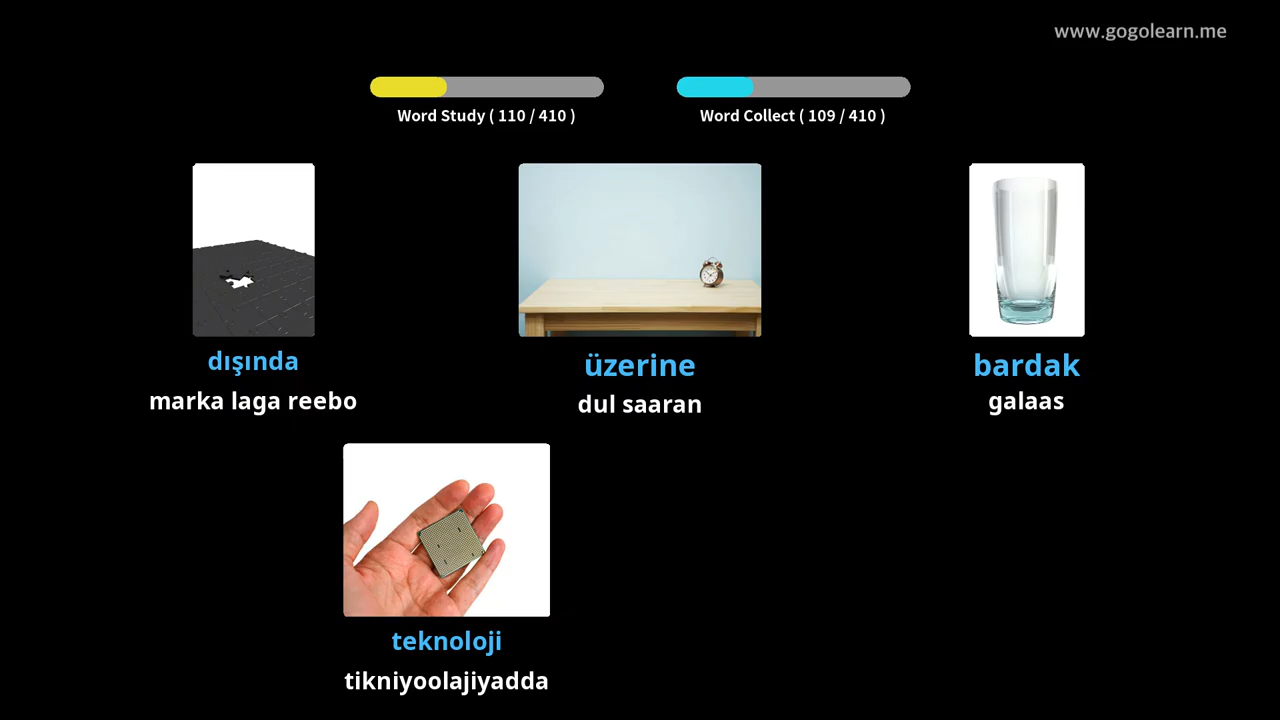 www.gogolearn.me
Word Study ( 110 / 410 )
Word Collect ( 109 / 410 )
dışında
marka laga reebo
üzerine
dul saaran
bardak
galaas
teknoloji
tikniyoolajiyadda